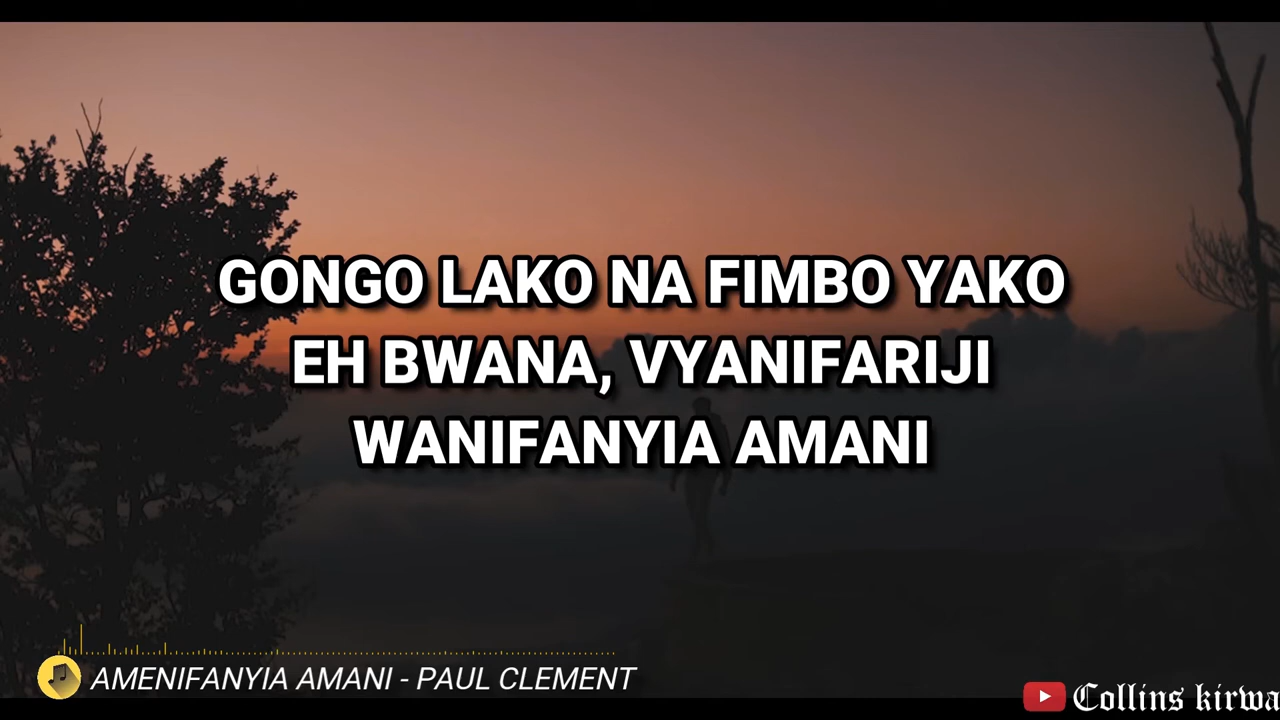 GONGO LAKO NA FIMBO YAKO
EH BWANA, VYANIFARIJI
WANIFANYIA AMANI
AMENIFANYIA AMANI - PAUL CLEMENT
Collins kirwa